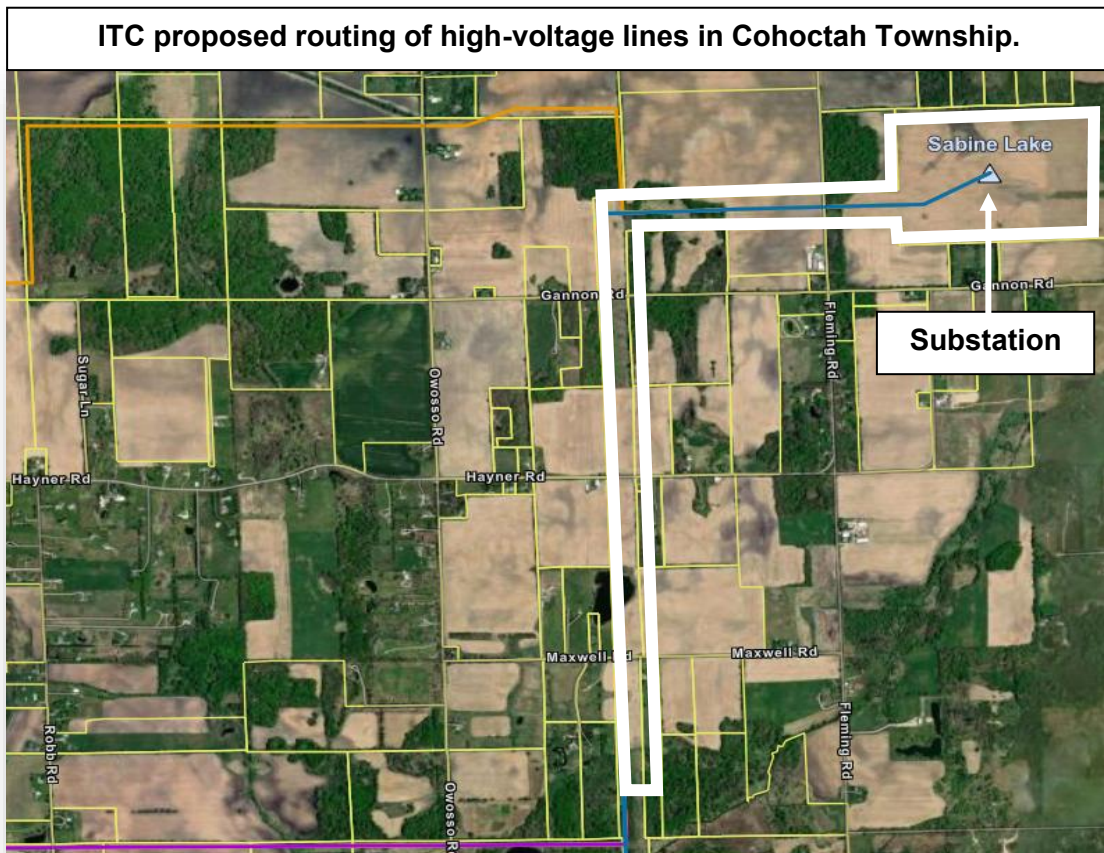 ITC proposed routing of high-voltage lines in Cohoctah Township.
Sabine Lake
Gannon Rd
Gannon Rd
Fleming Rd
Substation
Sugar Ln
Owosso Rd
Hayner Rd
Hayner Rd
Maxwell Rd
Maxwell Rd
Robb Rd
Fleming Rd
Owosso Rd